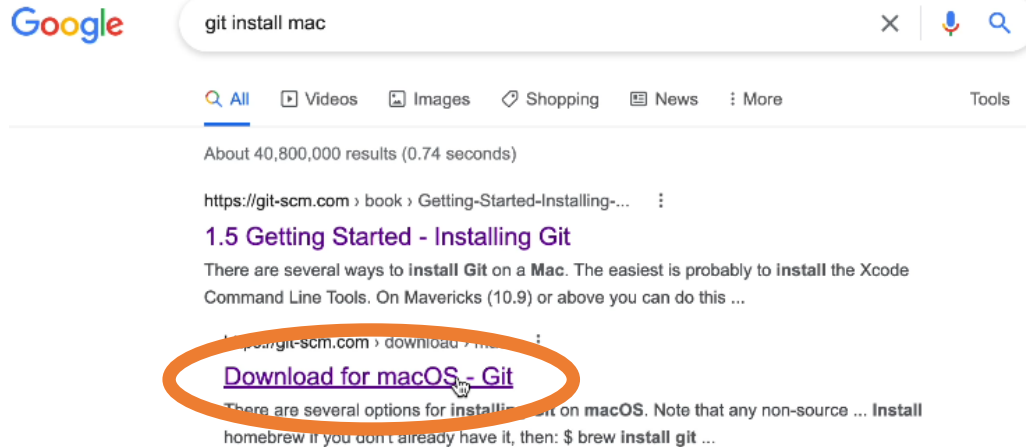 Google
git install mac
All Videos Images Shopping News More Tools
About 40,800,000 results (0.74 seconds)
https://git-scm.com › book › Getting-Started-Installing-...
1.5 Getting Started - Installing Git
There are several ways to install Git on a Mac. The easiest is probably to install the Xcode
Command Line Tools. On Mavericks (10.9) or above you can do this ...
https://git-scm.com › download ›
Download for macOS - Git
There are several options for installing Git on macOS. Note that any non-source ... Install
homebrew if you don't already have it, then: $ brew install git ...